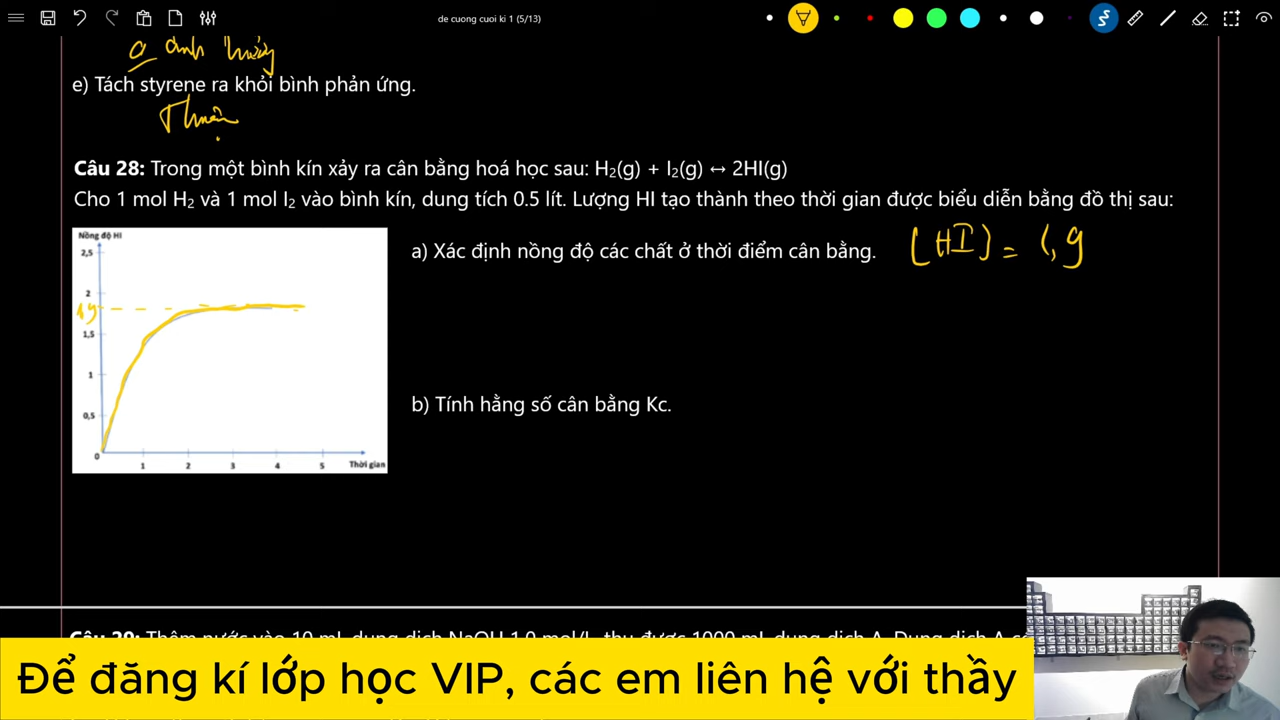 de cuong cuoi ki 1 (5/13)
e) Tách styrene ra khỏi bình phản ứng.
Thuận
Câu 28: Trong một bình kín xảy ra cân bằng hoá học sau: H₂(g) + I₂(g) ↔ 2HI(g)
Cho 1 mol H₂ và 1 mol I₂ vào bình kín, dung tích 0.5 lít. Lượng HI tạo thành theo thời gian được biểu diễn bằng đồ thị sau:
Nồng độ HI
2,5
2
1,5
1
0,5
0
1 2 3 4 5 Thời gian
a) Xác định nồng độ các chất ở thời điểm cân bằng. [HI] = 1,9
b) Tính hằng số cân bằng Kc.
Để đăng kí lớp học VIP, các em liên hệ với thầy